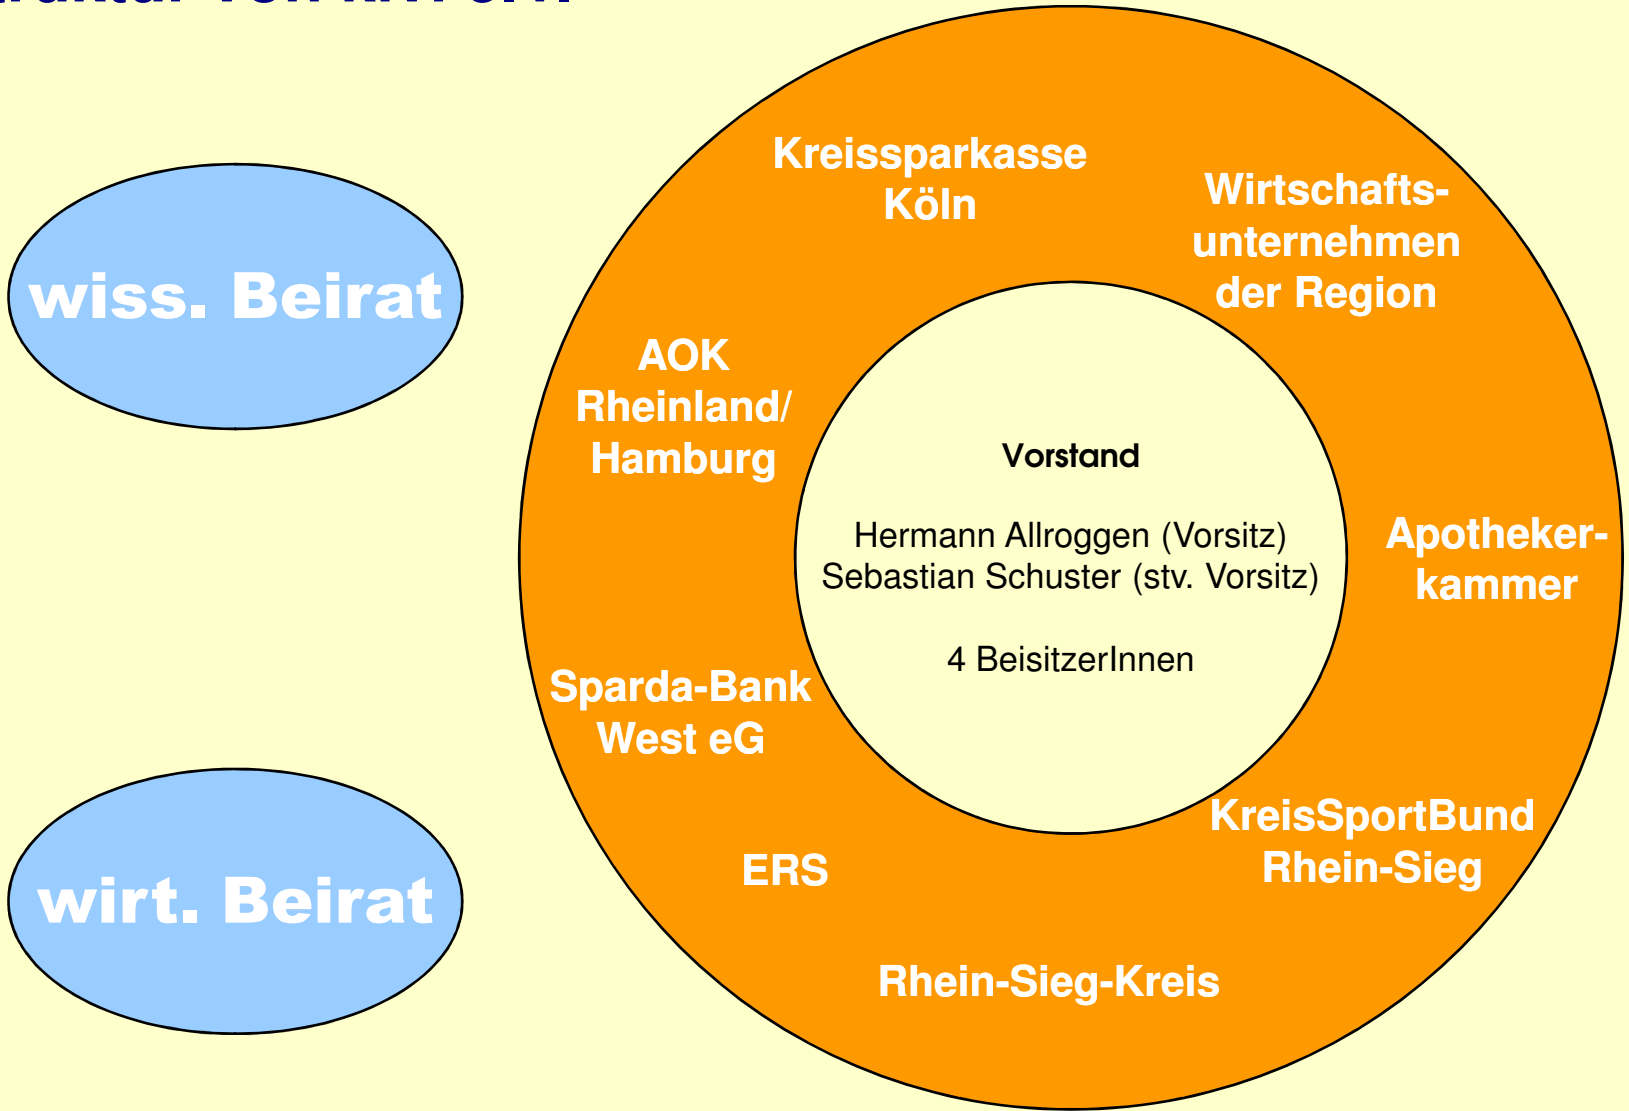 Kreissparkasse
Köln
Wirtschafts-
unternehmen
der Region
wiss. Beirat
AOK
Rheinland/
Hamburg
Vorstand
Hermann Allroggen (Vorsitz)
Sebastian Schuster (stv. Vorsitz)
4 BeisitzerInnen
Apotheker-
kammer
Sparda-Bank
West eG
KreisSportBund
Rhein-Sieg
ERS
wirt. Beirat
Rhein-Sieg-Kreis